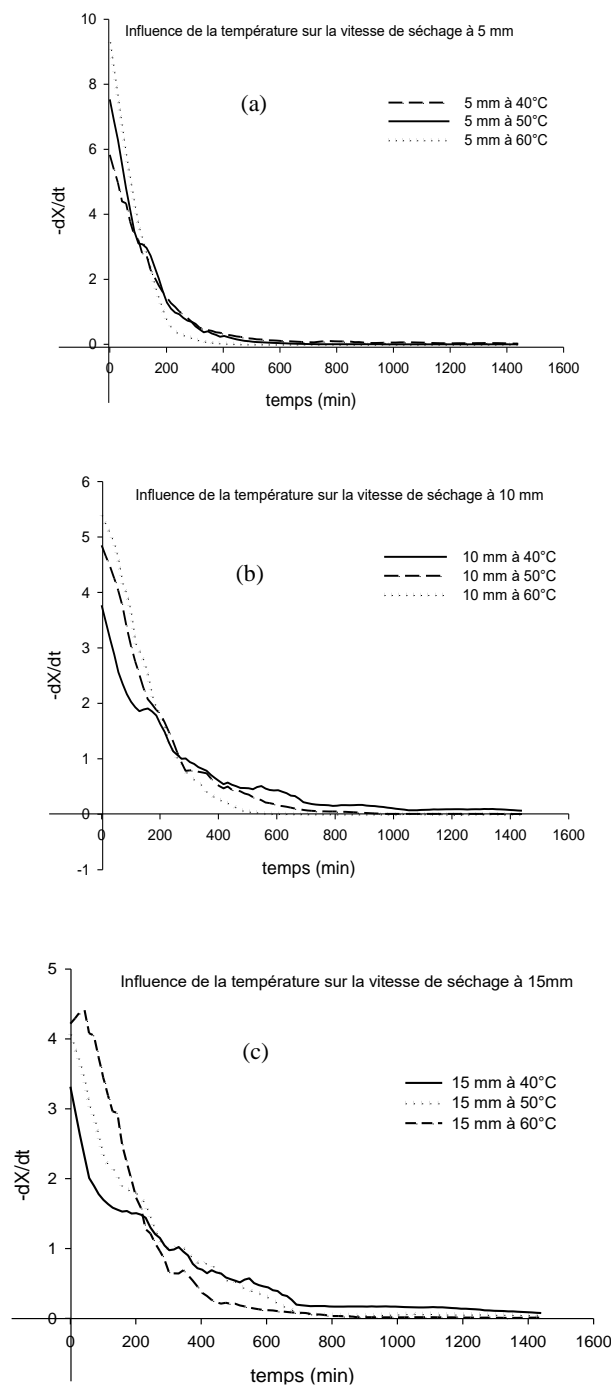 Influence de la température sur la vitesse de séchage à 5 mm
(a)
5 mm à 40°C
5 mm à 50°C
5 mm à 60°C
-dX/dt
10
8
6
4
2
0
0 200 400 600 800 1000 1200 1400 1600
temps (min)
Influence de la température sur la vitesse de séchage à 10 mm
(b)
10 mm à 40°C
10 mm à 50°C
10 mm à 60°C
-dX/dt
6
5
4
3
2
1
0
-1
0 200 400 600 800 1000 1200 1400 1600
temps (min)
Influence de la température sur la vitesse de séchage à 15mm
(c)
15 mm à 40°C
15 mm à 50°C
15 mm à 60°C
-dX/dt
5
4
3
2
1
0
0 200 400 600 800 1000 1200 1400 1600
temps (min)